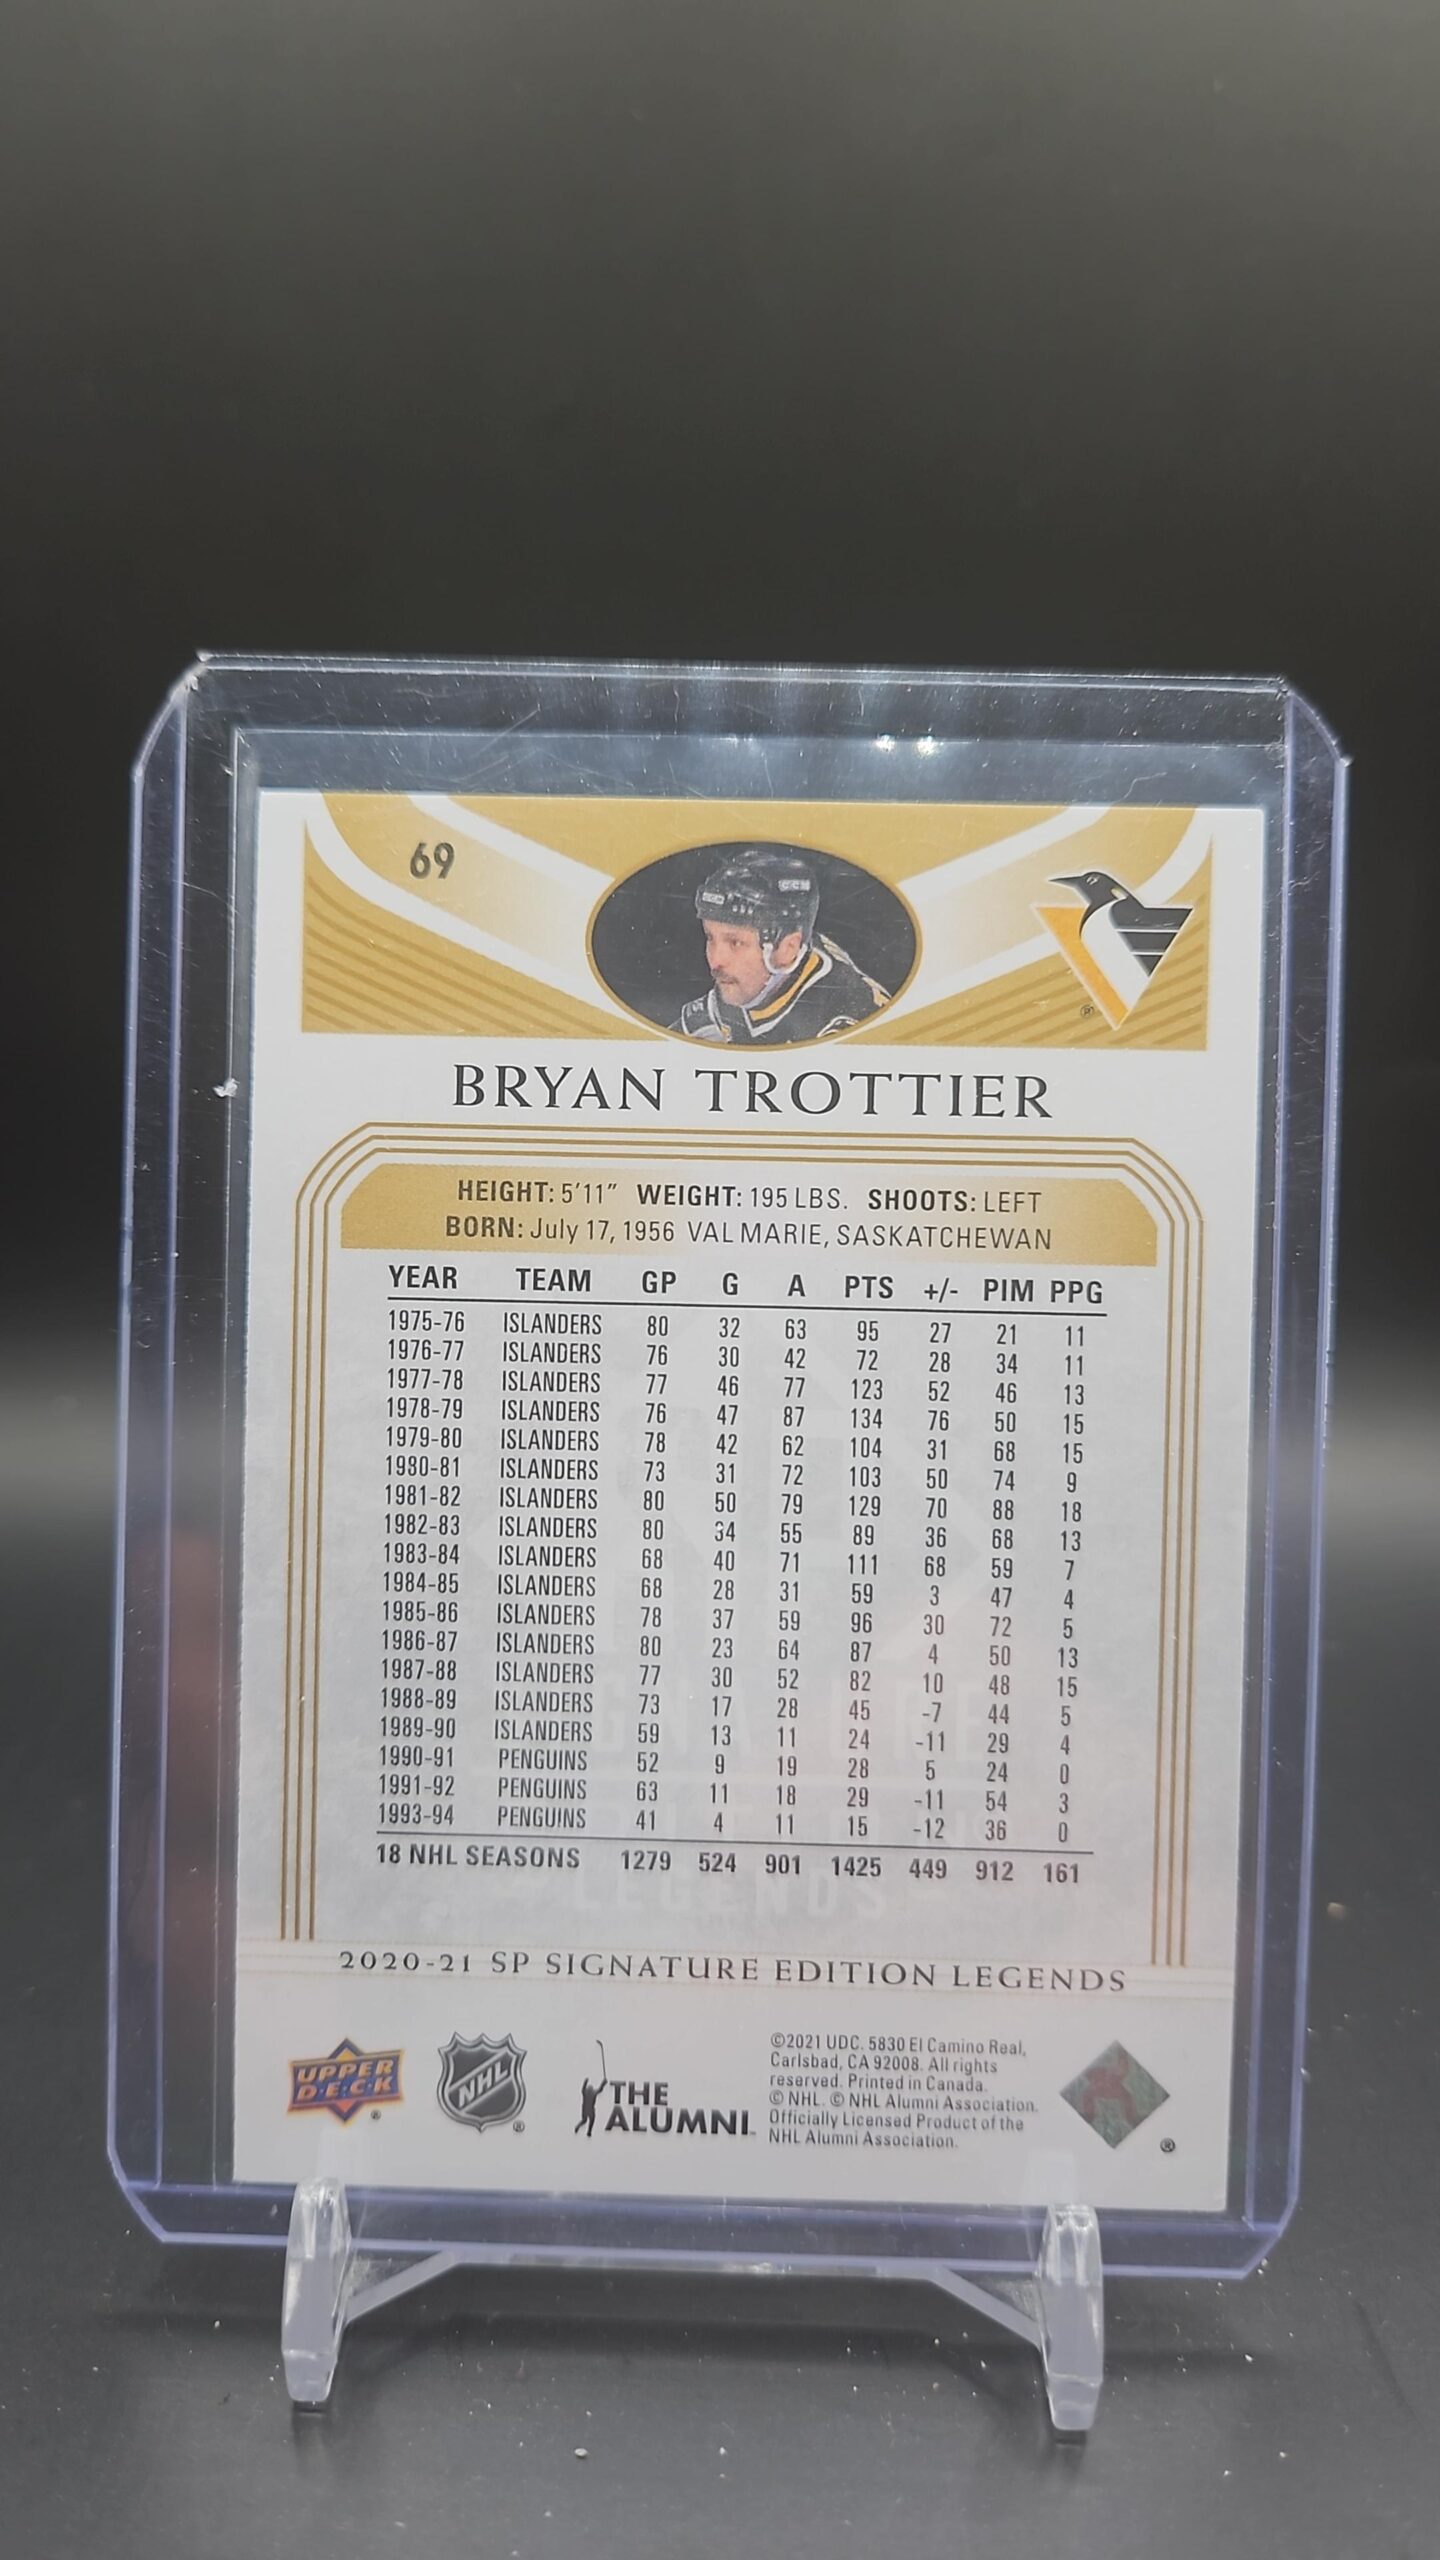 69
BRYAN TROTTIER
HEIGHT: 5'11" WEIGHT: 195 LBS. SHOOTS: LEFT
BORN: July 17, 1956 VAL MARIE, SASKATCHEWAN
YEAR TEAM GP G A PTS +/- PIM PPG
1975-76 ISLANDERS 80 32 63 95 27 21 11
1976-77 ISLANDERS 76 30 42 72 28 34 11
1977-78 ISLANDERS 77 46 77 123 52 46 13
1978-79 ISLANDERS 76 47 87 134 76 50 15
1979-80 ISLANDERS 78 42 62 104 31 68 15
1980-81 ISLANDERS 73 31 72 103 50 74 9
1981-82 ISLANDERS 80 50 79 129 70 88 18
1982-83 ISLANDERS 80 34 55 89 36 68 13
1983-84 ISLANDERS 68 40 71 111 68 59 7
1984-85 ISLANDERS 68 28 31 59 3 47 4
1985-86 ISLANDERS 78 37 59 96 30 72 5
1986-87 ISLANDERS 80 23 64 87 4 50 13
1987-88 ISLANDERS 77 30 52 82 10 48 15
1988-89 ISLANDERS 73 17 28 45 -7 44 5
1989-90 ISLANDERS 59 13 11 24 -11 29 4
1990-91 PENGUINS 52 9 19 28 5 24 0
1991-92 PENGUINS 63 11 18 29 -11 54 3
1993-94 PENGUINS 41 4 11 15 -12 36 0
18 NHL SEASONS 1279 524 901 1425 449 912 161
2020-21 SP SIGNATURE EDITION LEGENDS
UPPER
DECK
NHL
THE
ALUMNI
©2021 UDC. 5830 El Camino Real,
Carlsbad, CA 92008. All rights
reserved. Printed in Canada.
© NHL. © NHL Alumni Association.
Officially Licensed Product of the
NHL Alumni Association.